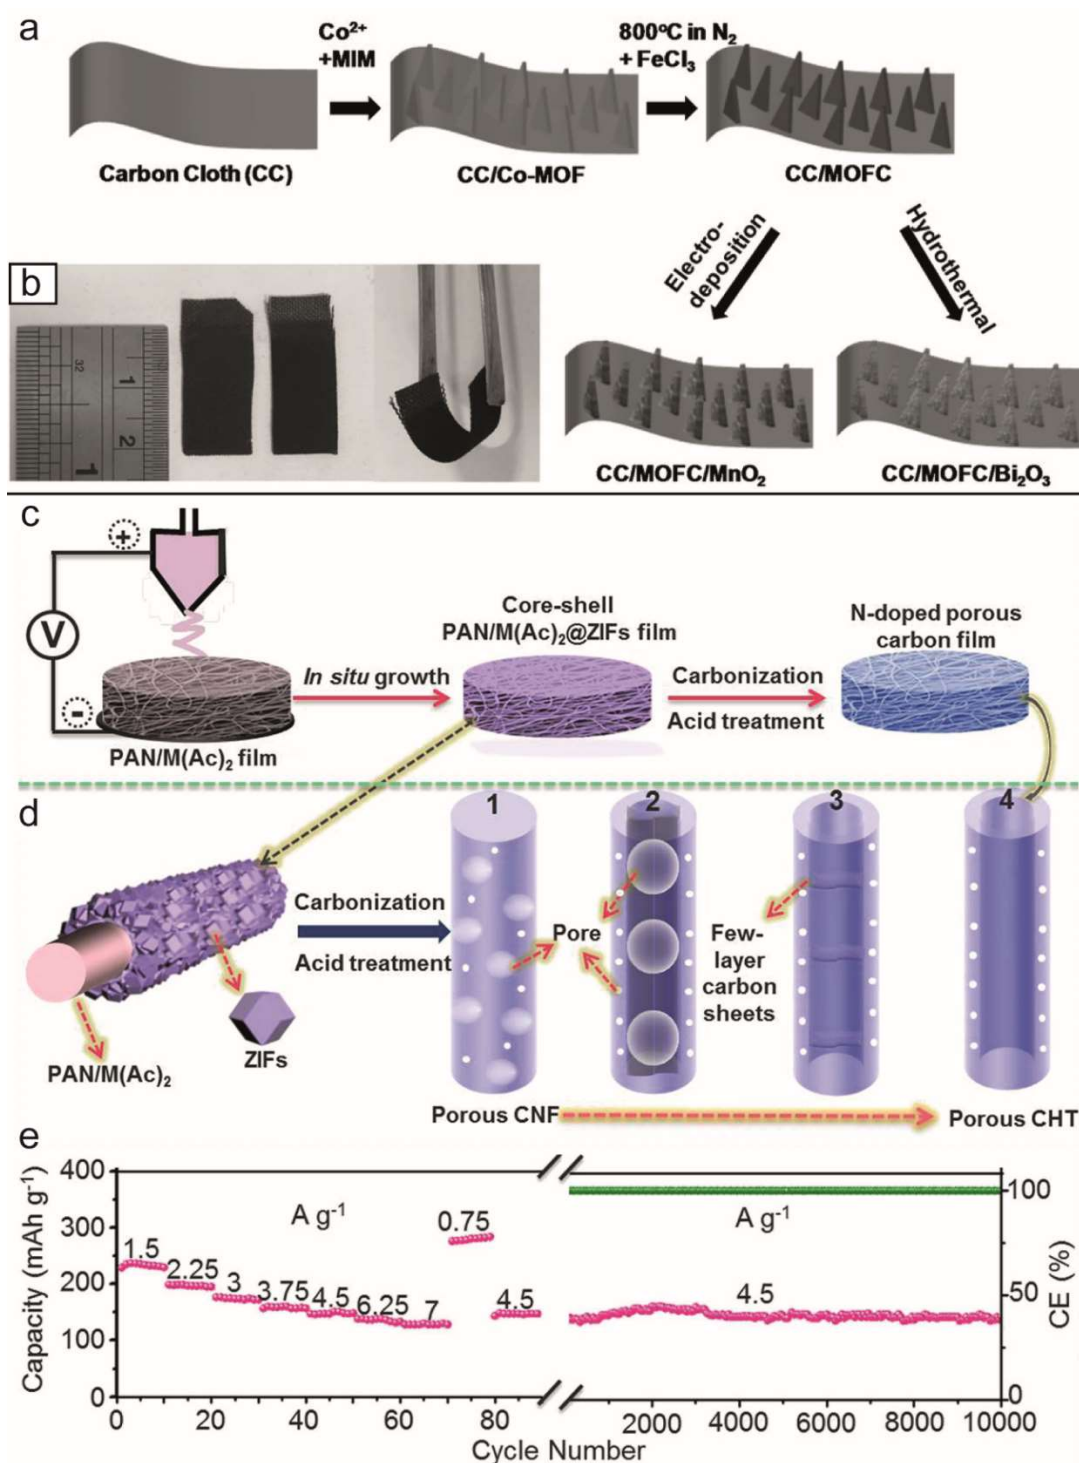 a
Co²⁺
+MIM
800ºC in N₂
+ FeCl₃
Carbon Cloth (CC)
CC/Co-MOF
CC/MOFC
Electro-
deposition
Hydrothermal
b
32
1
2
1
CC/MOFC/MnO₂
CC/MOFC/Bi₂O₃
c
+
V
-
PAN/M(Ac)₂ film
In situ growth
Core-shell
PAN/M(Ac)₂@ZIFs film
Carbonization
Acid treatment
N-doped porous
carbon film
d
PAN/M(Ac)₂
ZIFs
Carbonization
Acid treatment
1
2
3
4
Pore
Few-
layer
carbon
sheets
Porous CNF
Porous CHT
e
Capacity (mAh g⁻¹)
400
300
200
100
0
A g⁻¹
1.5
2.25
3
3.75
4.5
6.25
7
0.75
4.5
A g⁻¹
4.5
100
50
0
CE (%)
0 20 40 60 80 2000 4000 6000 8000 10000
Cycle Number